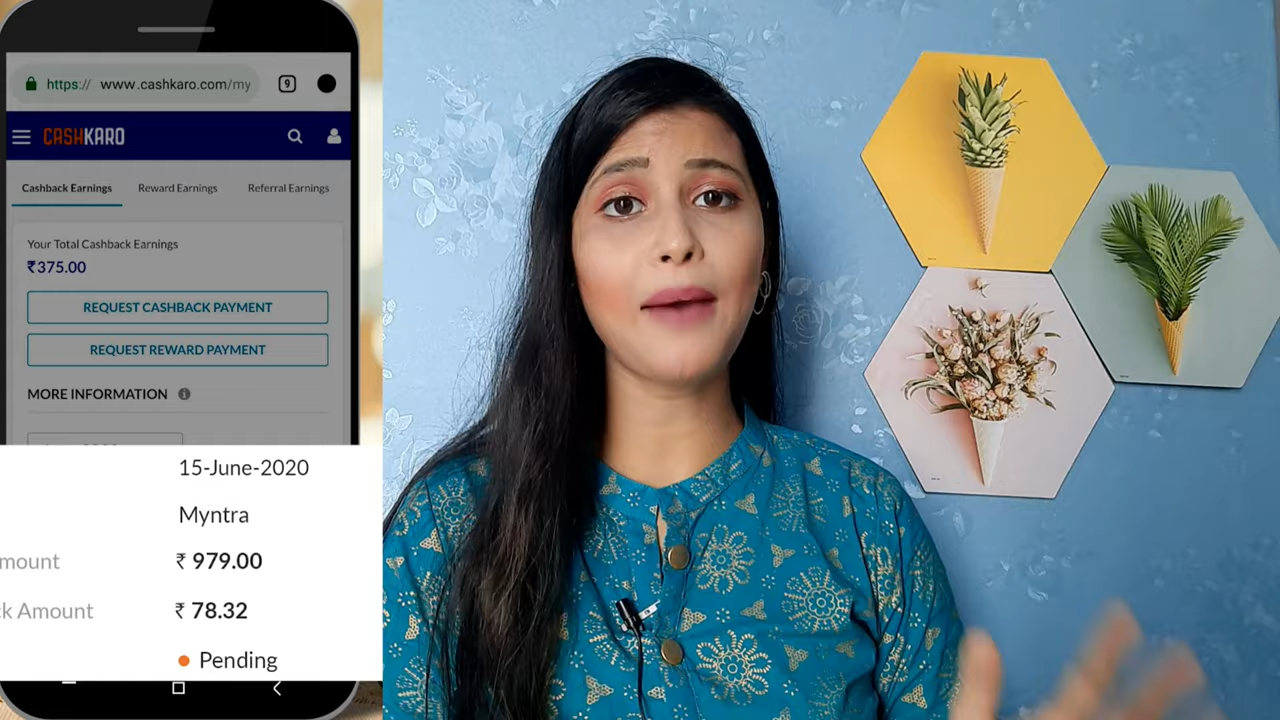 https:// www.cashkaro.com/my
9
CASHKARO
Cashback Earnings Reward Earnings Referral Earnings
Your Total Cashback Earnings
₹375.00
REQUEST CASHBACK PAYMENT
REQUEST REWARD PAYMENT
MORE INFORMATION i
15-June-2020
Myntra
mount ₹ 979.00
ck Amount ₹ 78.32
Pending